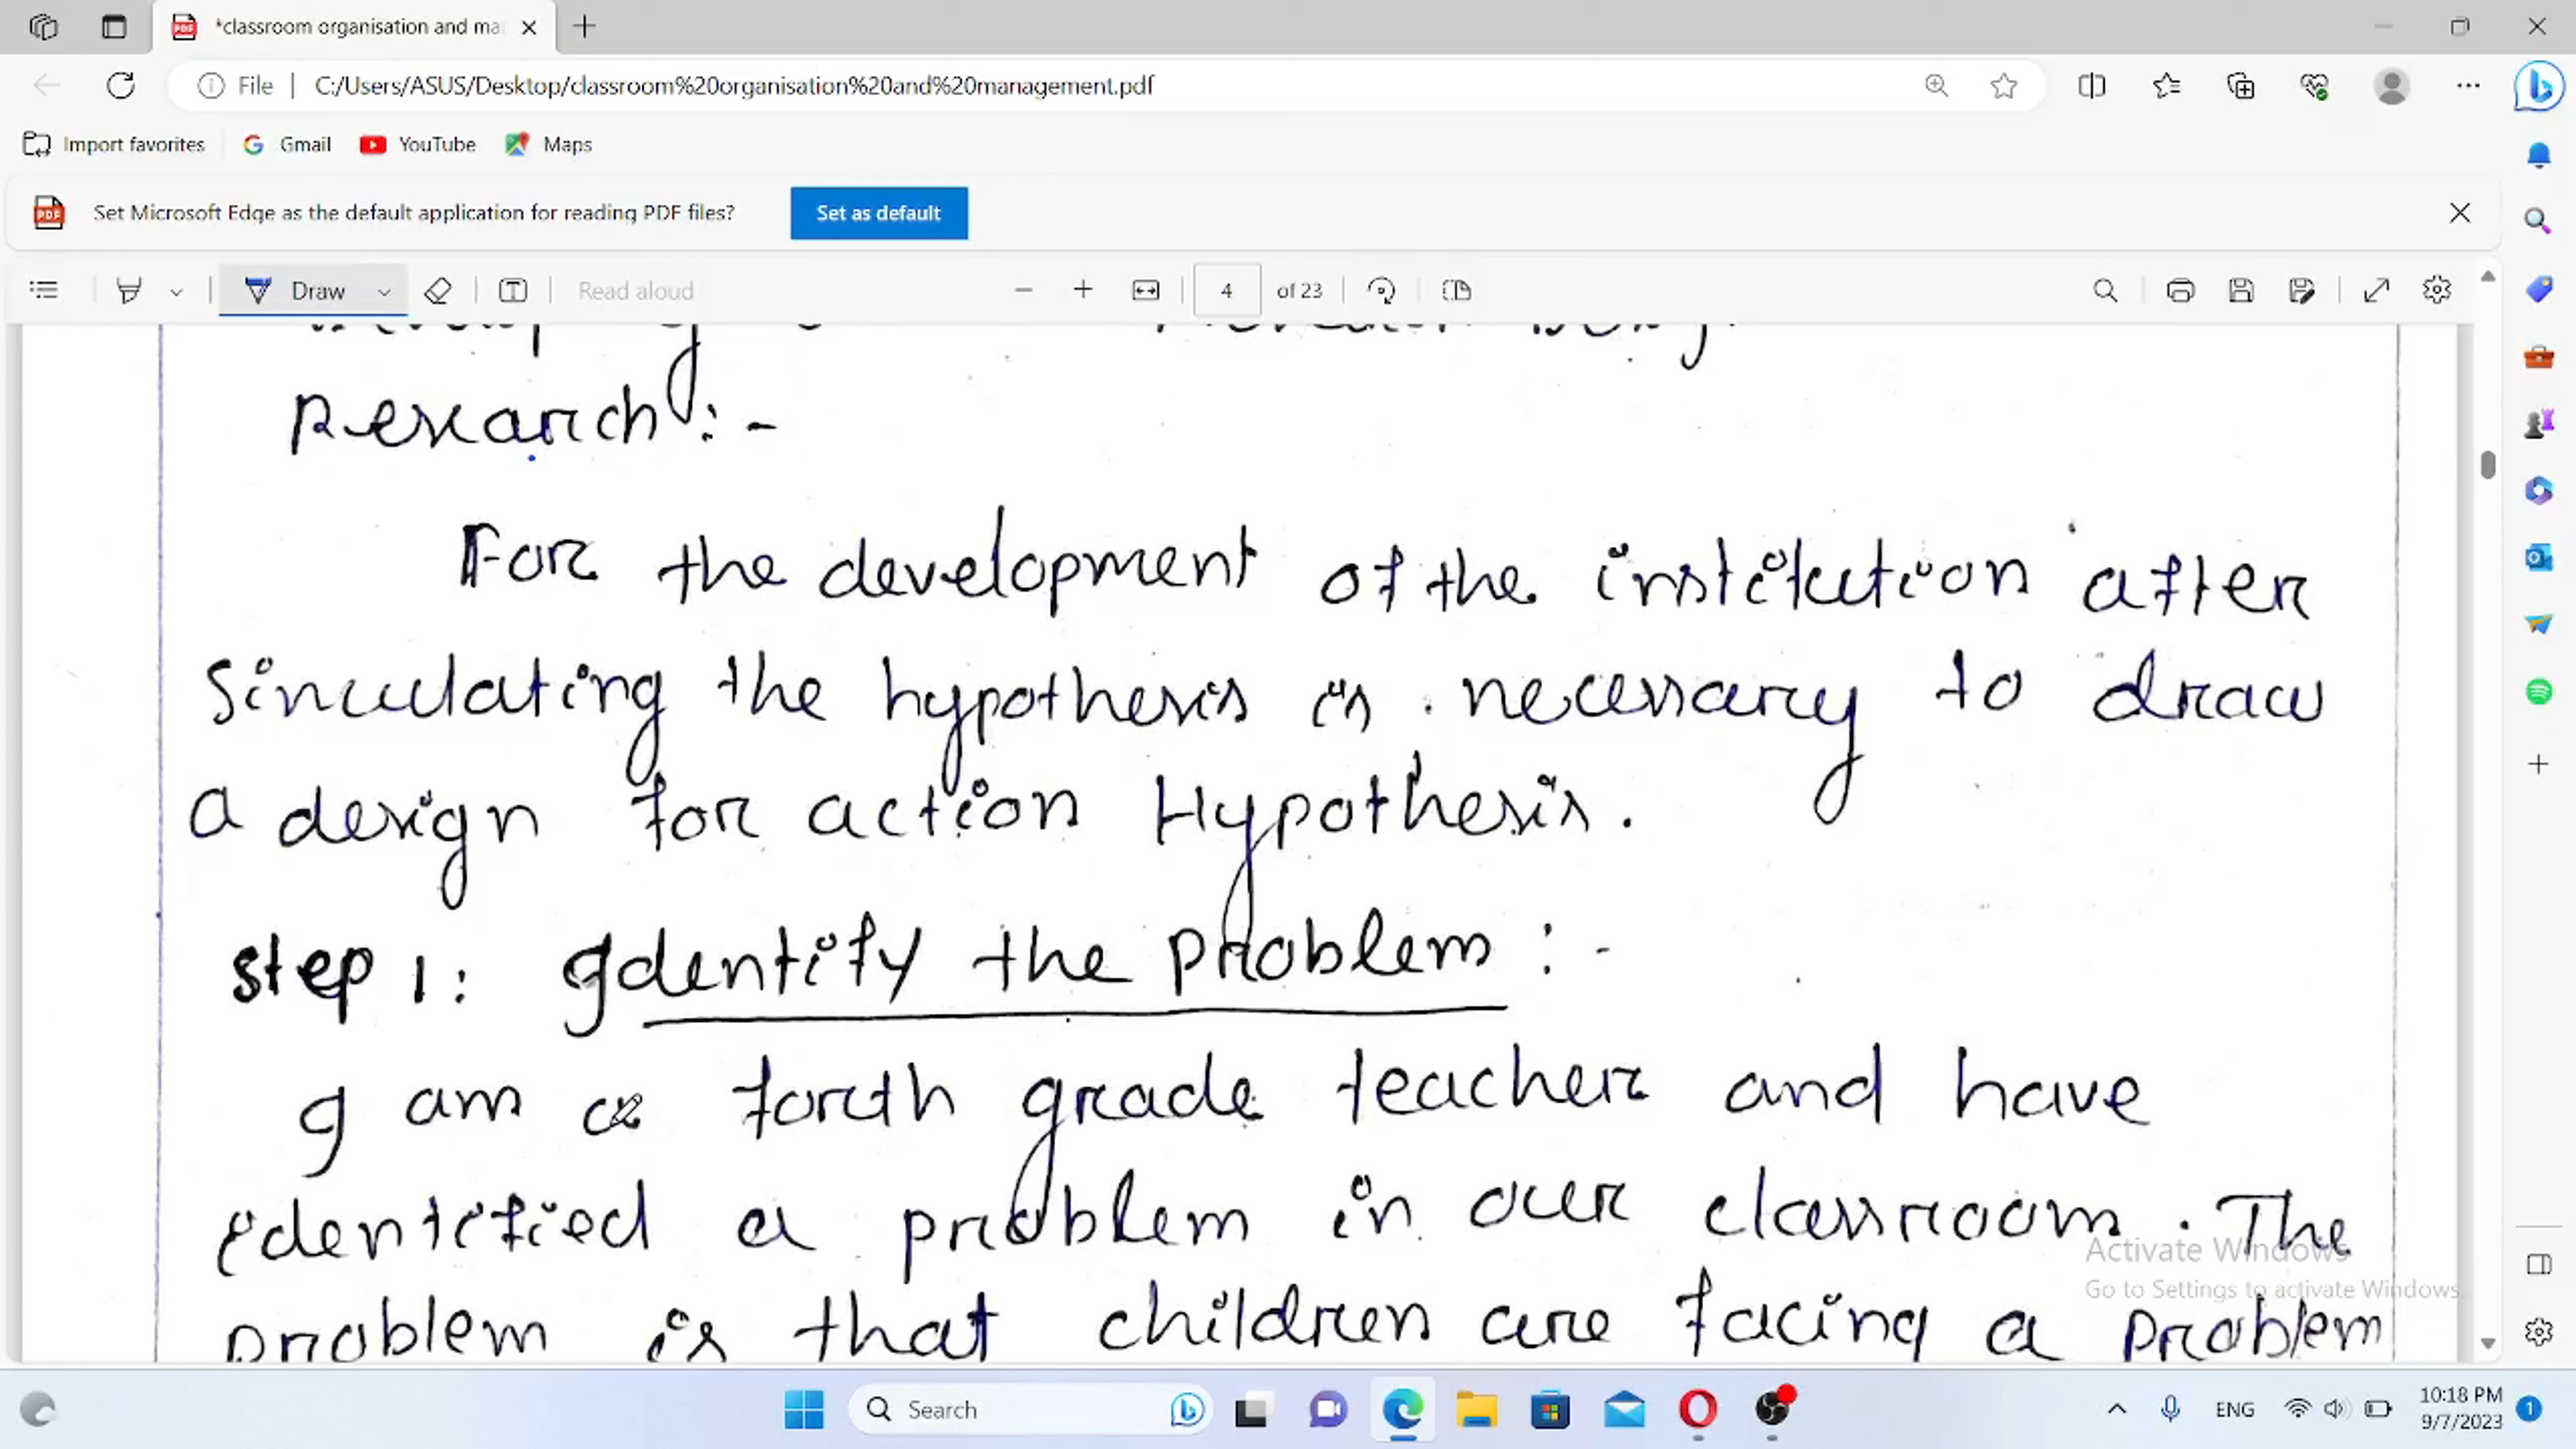 *classroom organisation and ma
File | C:/Users/ASUS/Desktop/classroom%20organisation%20and%20management.pdf
Import favorites Gmail YouTube Maps
Set Microsoft Edge as the default application for reading PDF files? Set as default
Draw Read aloud 4 of 23
Research :-
For the development of the institution after
Sinculating the hypothesis is necessary to draw
a design for action Hypothesis.
step 1: Identify the Problem :-
I am a forth grade teacher and have
identified a problem in our classroom. The
problem is that children are facing a problem
Activate Windows
Go to Settings to activate Windows.
Search
ENG
10:18 PM
9/7/2023
1